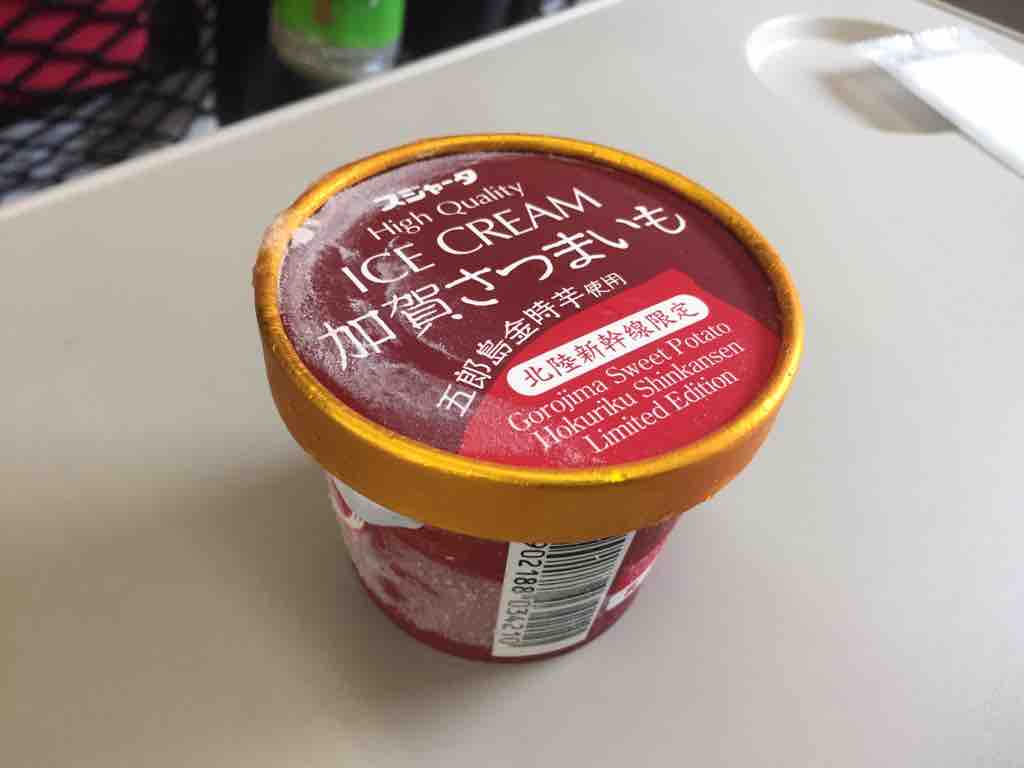 スジャータ
High Quality
ICE CREAM
加賀さつまいも
五郎島金時芋使用
北陸新幹線限定
Gorojima Sweet Potato
Hokuriku Shinkansen
Limited Edition
902188 034210